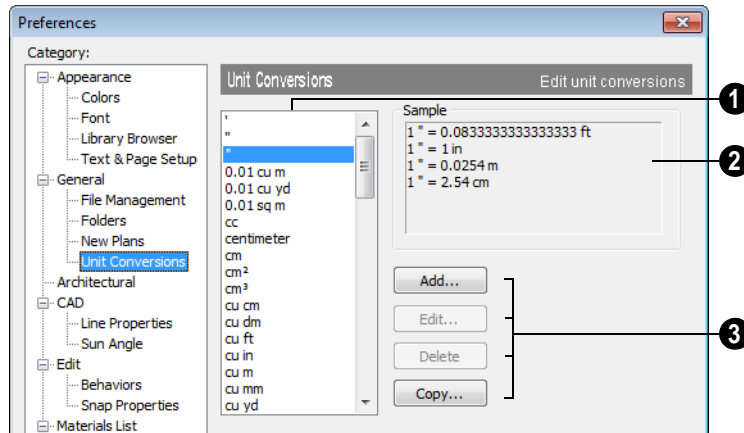 Preferences
Category:
Appearance
Colors
Font
Library Browser
Text & Page Setup
General
File Management
Folders
New Plans
Unit Conversions
Architectural
CAD
Line Properties
Sun Angle
Edit
Behaviors
Snap Properties
Materials List
Unit Conversions
Edit unit conversions
'
"
"
0.01 cu m
0.01 cu yd
0.01 sq m
cc
centimeter
cm
cm²
cm³
cu cm
cu dm
cu ft
cu in
cu m
cu mm
cu yd
Sample
1 " = 0.0833333333333333 ft
1 " = 1 in
1 " = 0.0254 m
1 " = 2.54 cm
Add...
Edit...
Delete
Copy...
1
2
3